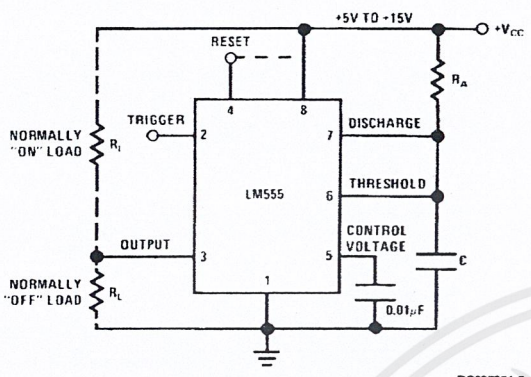 +5V TO +15V
+VCC
RESET
RA
4
8
TRIGGER
2
7
DISCHARGE
NORMALLY
"ON" LOAD
RL
LM555
6
THRESHOLD
OUTPUT
3
CONTROL
VOLTAGE
5
C
NORMALLY
"OFF" LOAD
RL
1
0.01µF